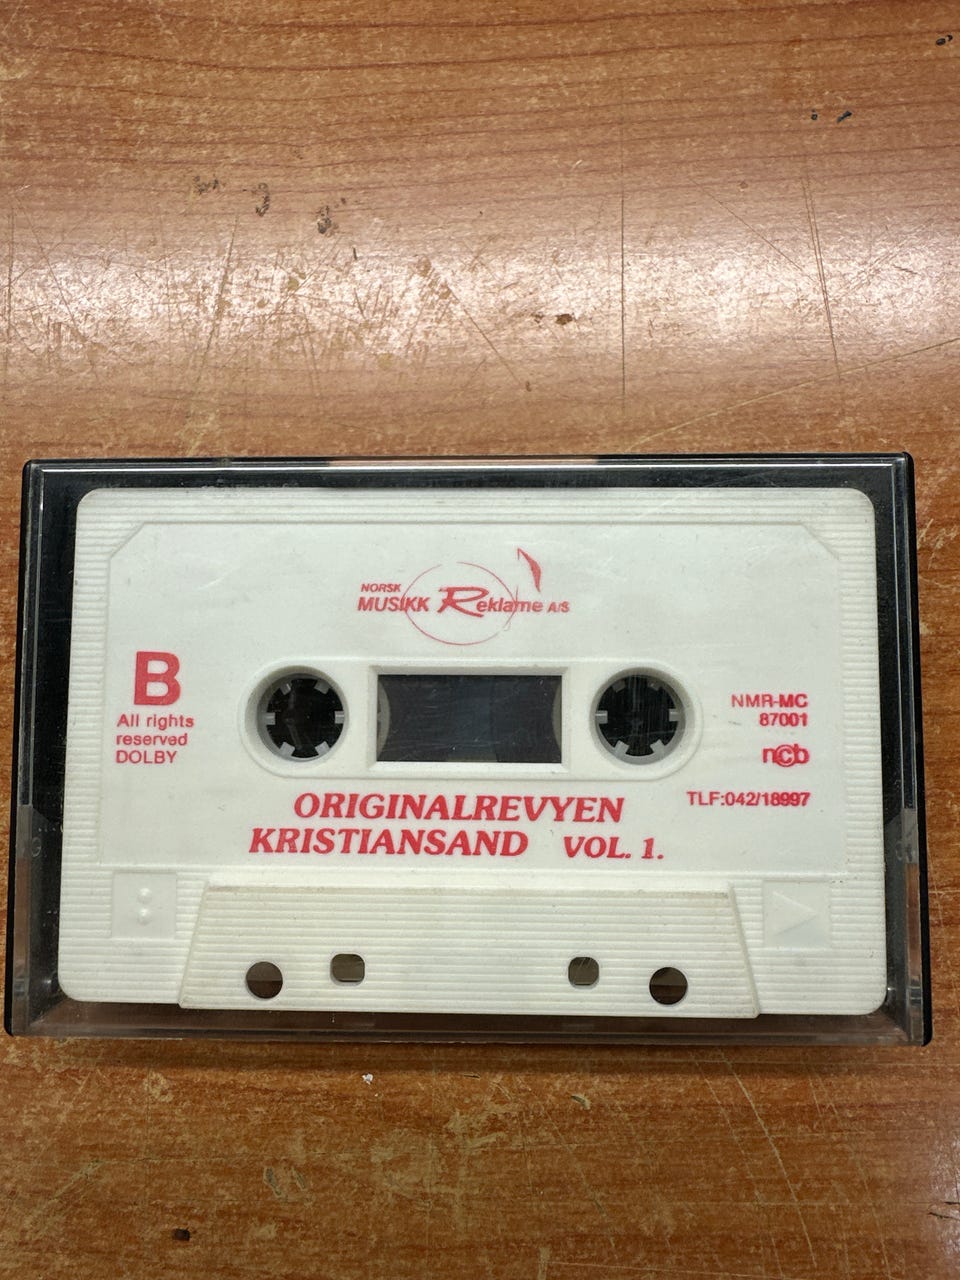 NORSK
MUSIKK Reklame A/S
B
All rights
reserved
DOLBY
NMR-MC
87001
ncb
TLF:042/18997
ORIGINALREVYEN
KRISTIANSAND VOL. 1.